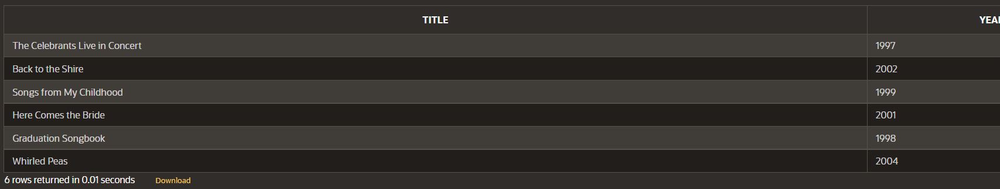 TITLE YEA
The Celebrants Live in Concert 1997
Back to the Shire 2002
Songs from My Childhood 1999
Here Comes the Bride 2001
Graduation Songbook 1998
Whirled Peas 2004
6 rows returned in 0.01 seconds Download